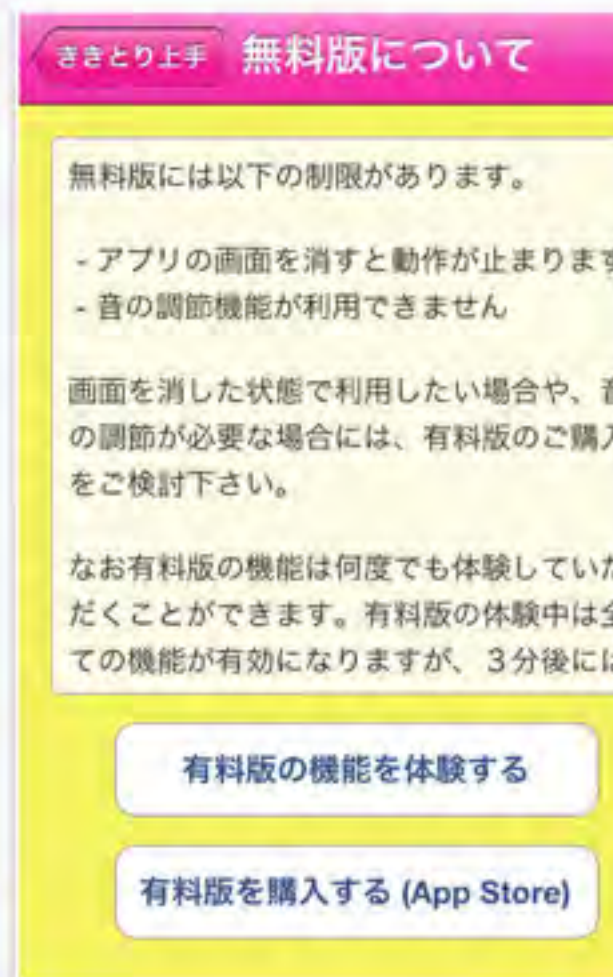 ききとり上手
無料版について
無料版には以下の制限があります。
- アプリの画面を消すと動作が止まります
- 音の調節機能が利用できません
画面を消した状態で利用したい場合や、音
の調節が必要な場合には、有料版のご購入
をご検討下さい。
なお有料版の機能は何度でも体験していた
だくことができます。有料版の体験中は全
ての機能が有効になりますが、３分後には
有料版の機能を体験する
有料版を購入する (App Store)